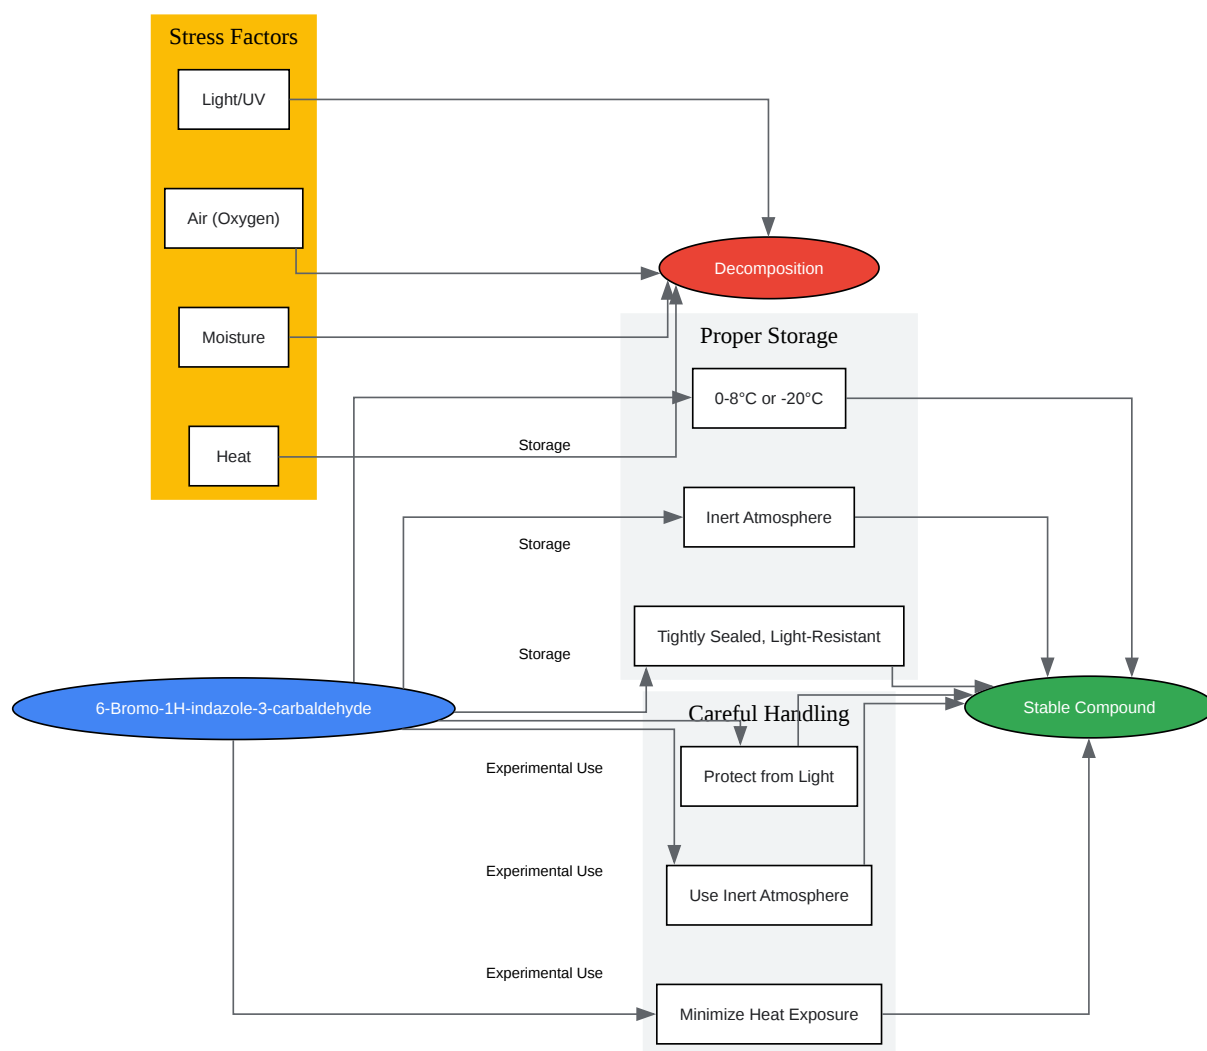 Stress Factors
Light/UV
Air (Oxygen)
Decomposition
Moisture
Proper Storage
0-8°C or -20°C
Storage
Heat
Inert Atmosphere
Storage
Tightly Sealed, Light-Resistant
Storage
6-Bromo-1H-indazole-3-carbaldehyde
Stable Compound
Careful Handling
Experimental Use
Protect from Light
Experimental Use
Use Inert Atmosphere
Experimental Use
Minimize Heat Exposure